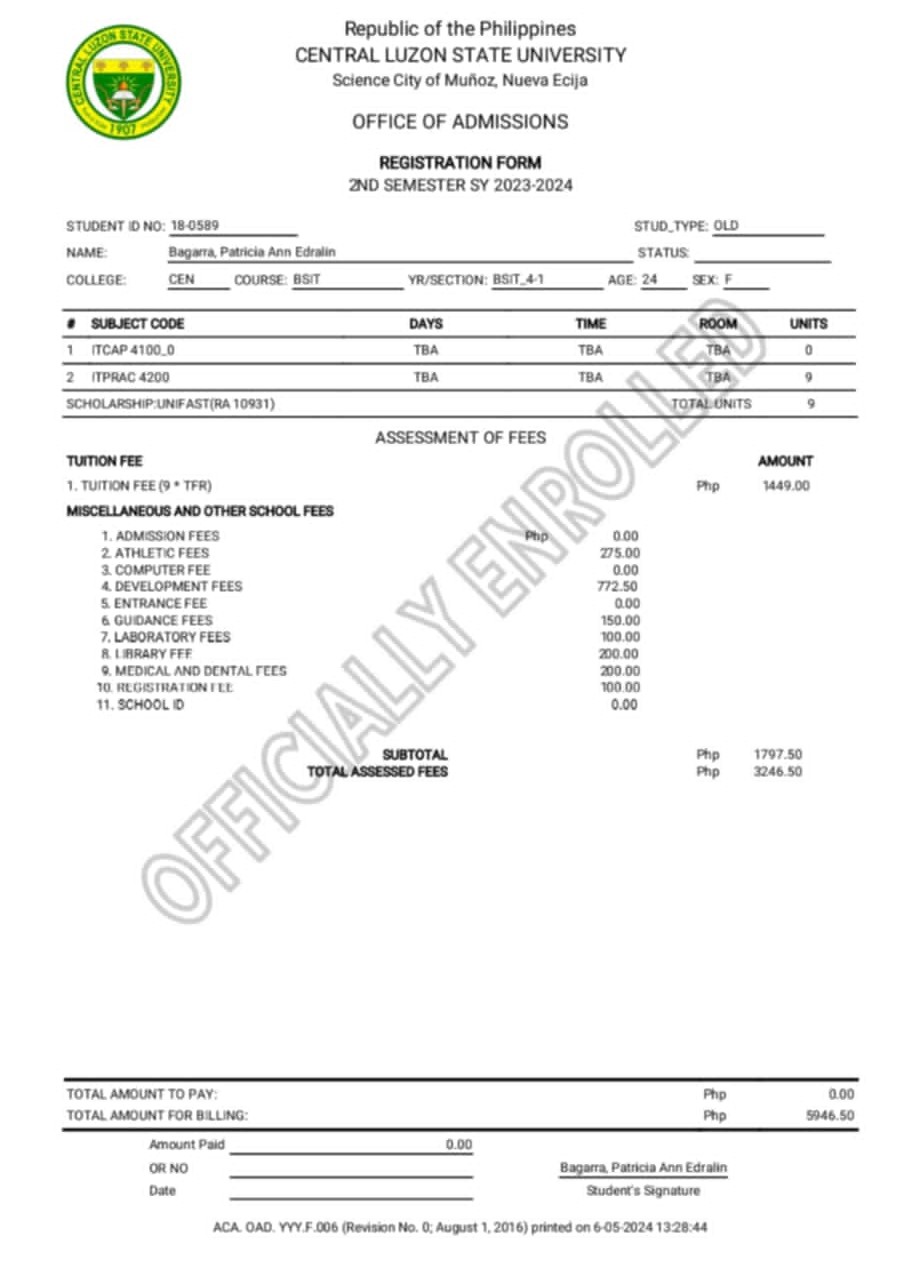 CENTRAL LUZON STATE UNIVERSITY
1907
Republic of the Philippines
CENTRAL LUZON STATE UNIVERSITY
Science City of Muñoz, Nueva Ecija
OFFICE OF ADMISSIONS
REGISTRATION FORM
2ND SEMESTER SY 2023-2024
STUDENT ID NO: 18-0589 STUD_TYPE: OLD
NAME: Bagarra, Patricia Ann Edralin STATUS:
COLLEGE: CEN COURSE: BSIT YR/SECTION: BSIT_4-1 AGE: 24 SEX: F
# SUBJECT CODE DAYS TIME ROOM UNITS
1 ITCAP 4100_0 TBA TBA TBA 0
2 ITPRAC 4200 TBA TBA TBA 9
SCHOLARSHIP:UNIFAST(RA 10931) TOTAL UNITS 9
ASSESSMENT OF FEES
TUITION FEE AMOUNT
1. TUITION FEE (9 * TFR) Php 1449.00
MISCELLANEOUS AND OTHER SCHOOL FEES
1. ADMISSION FEES Php 0.00
2. ATHLETIC FEES 275.00
3. COMPUTER FEE 0.00
4. DEVELOPMENT FEES 772.50
5. ENTRANCE FEE 0.00
6. GUIDANCE FEES 150.00
7. LABORATORY FEES 100.00
8. LIBRARY FEE 200.00
9. MEDICAL AND DENTAL FEES 200.00
10. REGISTRATION FEE 100.00
11. SCHOOL ID 0.00
SUBTOTAL Php 1797.50
TOTAL ASSESSED FEES Php 3246.50
OFFICIALLY ENROLLED
TOTAL AMOUNT TO PAY: Php 0.00
TOTAL AMOUNT FOR BILLING: Php 5946.50
Amount Paid 0.00
OR NO Bagarra, Patricia Ann Edralin
Date Student's Signature
ACA. OAD. YYY.F.006 (Revision No. 0; August 1, 2016) printed on 6-05-2024 13:28:44